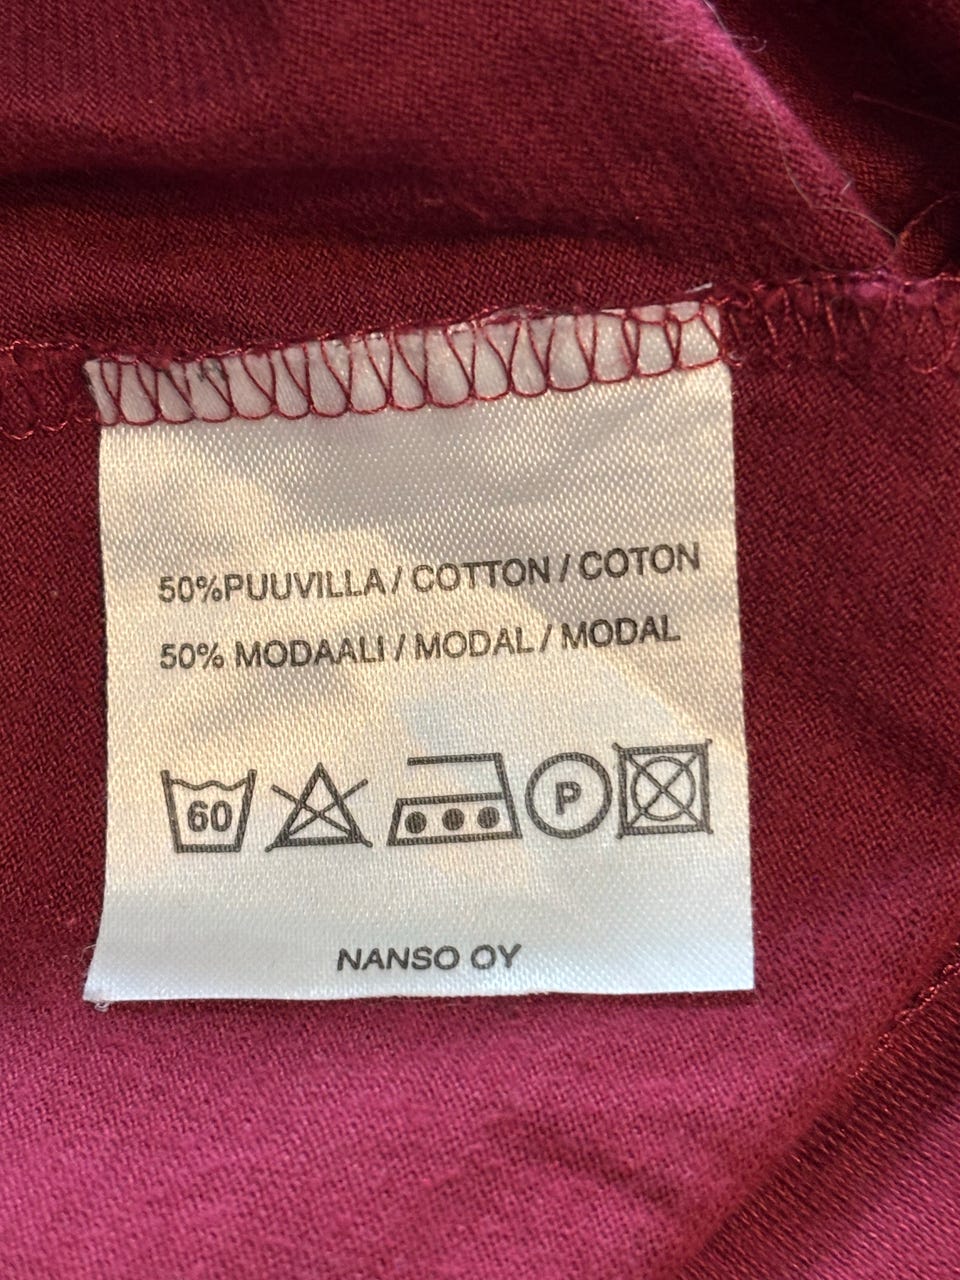 50%PUUVILLA / COTTON / COTON
50% MODAALI / MODAL / MODAL
60 P
NANSO OY